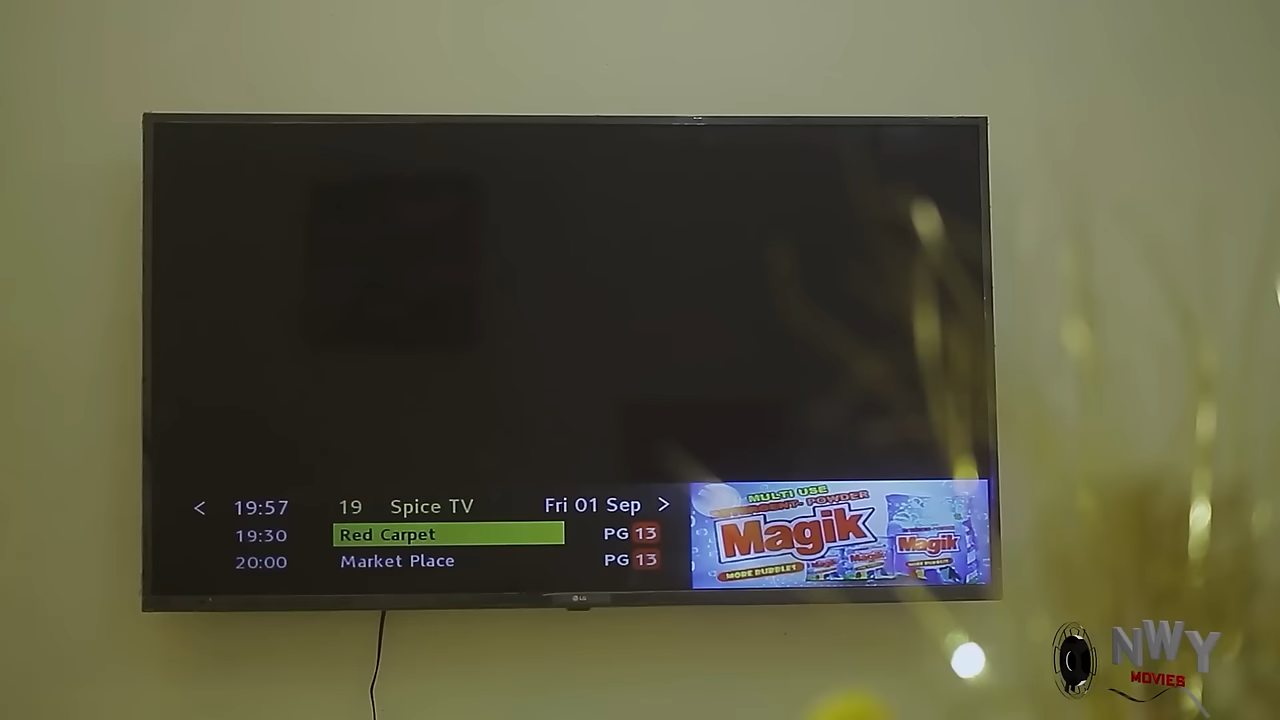 < 19:57 19 Spice TV Fri 01 Sep >
19:30 Red Carpet PG 13
20:00 Market Place PG 13
MULTI USE
DETERGENT POWDER
Magik
MORE BUBBLES
Magik
Magik
LG
NWY
MOVIES